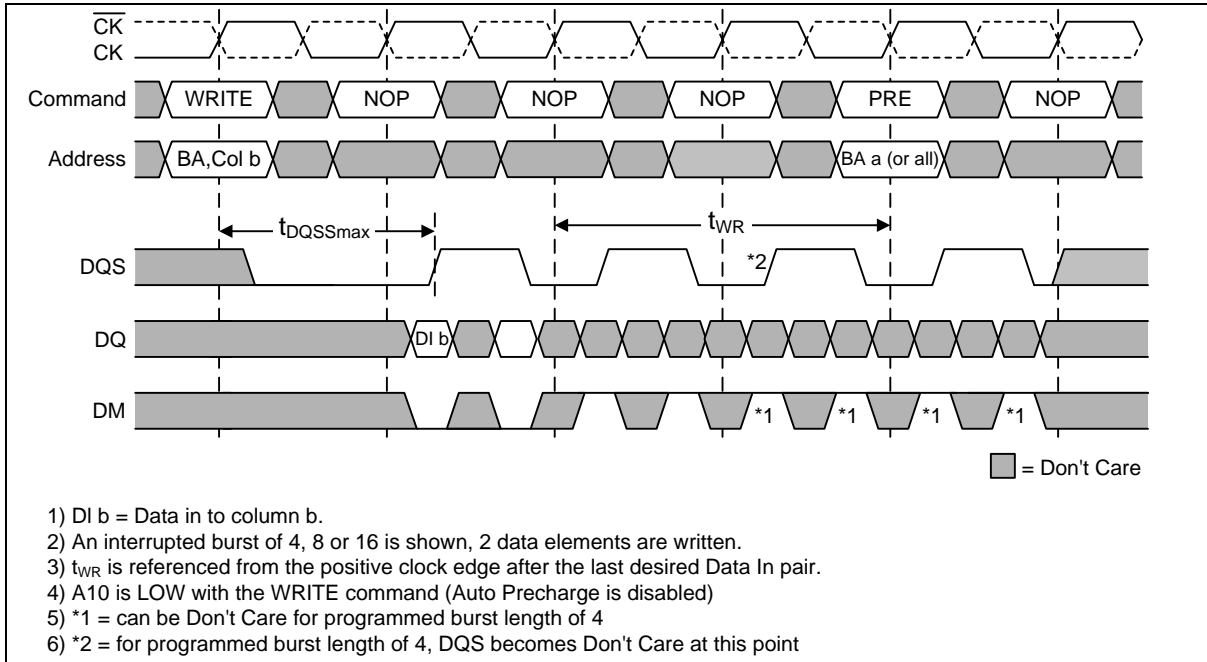 CK
CK
Command WRITE NOP NOP NOP PRE NOP
Address BA,Col b BA a (or all)
tDQSSmax tWR
DQS *2
DQ DI b
DM *1 *1 *1 *1
= Don't Care
1) DI b = Data in to column b.
2) An interrupted burst of 4, 8 or 16 is shown, 2 data elements are written.
3) tWR is referenced from the positive clock edge after the last desired Data In pair.
4) A10 is LOW with the WRITE command (Auto Precharge is disabled)
5) *1 = can be Don't Care for programmed burst length of 4
6) *2 = for programmed burst length of 4, DQS becomes Don't Care at this point